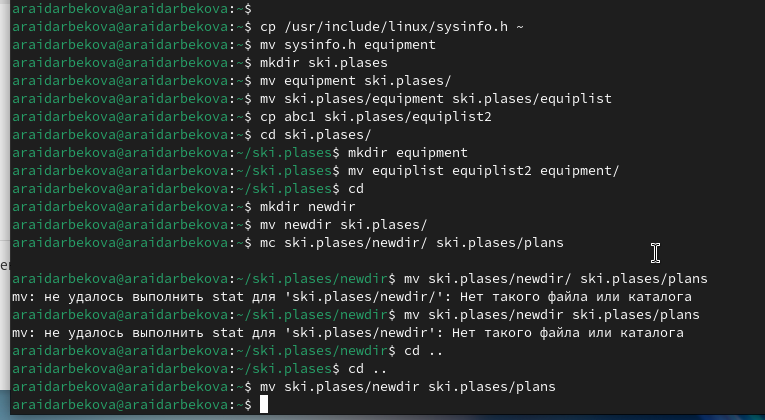 araidarbekova@araidarbekova:~$
araidarbekova@araidarbekova:~$ cp /usr/include/linux/sysinfo.h ~
araidarbekova@araidarbekova:~$ mv sysinfo.h equipment
araidarbekova@araidarbekova:~$ mkdir ski.plases
araidarbekova@araidarbekova:~$ mv equipment ski.plases/
araidarbekova@araidarbekova:~$ mv ski.plases/equipment ski.plases/equiplist
araidarbekova@araidarbekova:~$ cp abc1 ski.plases/equiplist2
araidarbekova@araidarbekova:~$ cd ski.plases/
araidarbekova@araidarbekova:~/ski.plases$ mkdir equipment
araidarbekova@araidarbekova:~/ski.plases$ mv equiplist equiplist2 equipment/
araidarbekova@araidarbekova:~/ski.plases$ cd
araidarbekova@araidarbekova:~$ mkdir newdir
araidarbekova@araidarbekova:~$ mv newdir ski.plases/
araidarbekova@araidarbekova:~$ mc ski.plases/newdir/ ski.plases/plans
araidarbekova@araidarbekova:~/ski.plases/newdir$ mv ski.plases/newdir/ ski.plases/plans
mv: не удалось выполнить stat для 'ski.plases/newdir/': Нет такого файла или каталога
araidarbekova@araidarbekova:~/ski.plases/newdir$ mv ski.plases/newdir ski.plases/plans
mv: не удалось выполнить stat для 'ski.plases/newdir': Нет такого файла или каталога
araidarbekova@araidarbekova:~/ski.plases/newdir$ cd ..
araidarbekova@araidarbekova:~/ski.plases$ cd ..
araidarbekova@araidarbekova:~$ mv ski.plases/newdir ski.plases/plans
araidarbekova@araidarbekova:~$